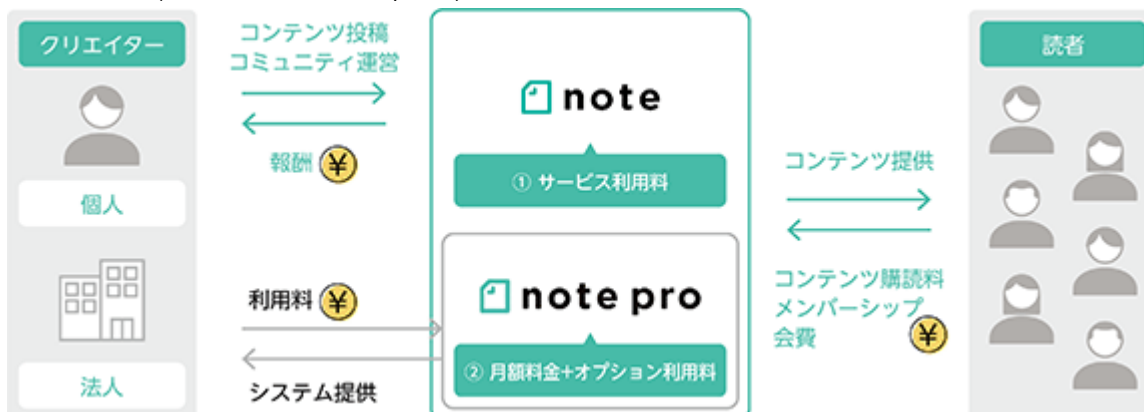 クリエイター
個人
法人
コンテンツ投稿
コミュニティ運営
報酬 ¥
利用料 ¥
システム提供
note
① サービス利用料
note pro
② 月額料金+オプション利用料
コンテンツ提供
コンテンツ購読料
メンバーシップ
会費 ¥
読者